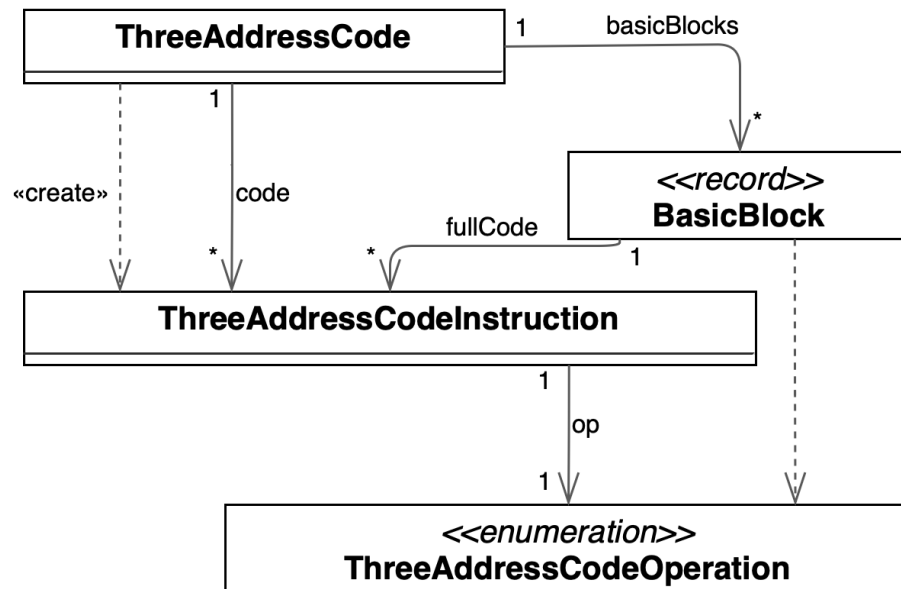 ThreeAddressCode
1
basicBlocks
1
*
«create»
code
<<record>>
BasicBlock
fullCode
*
*
1
ThreeAddressCodeInstruction
1
op
1
<<enumeration>>
ThreeAddressCodeOperation